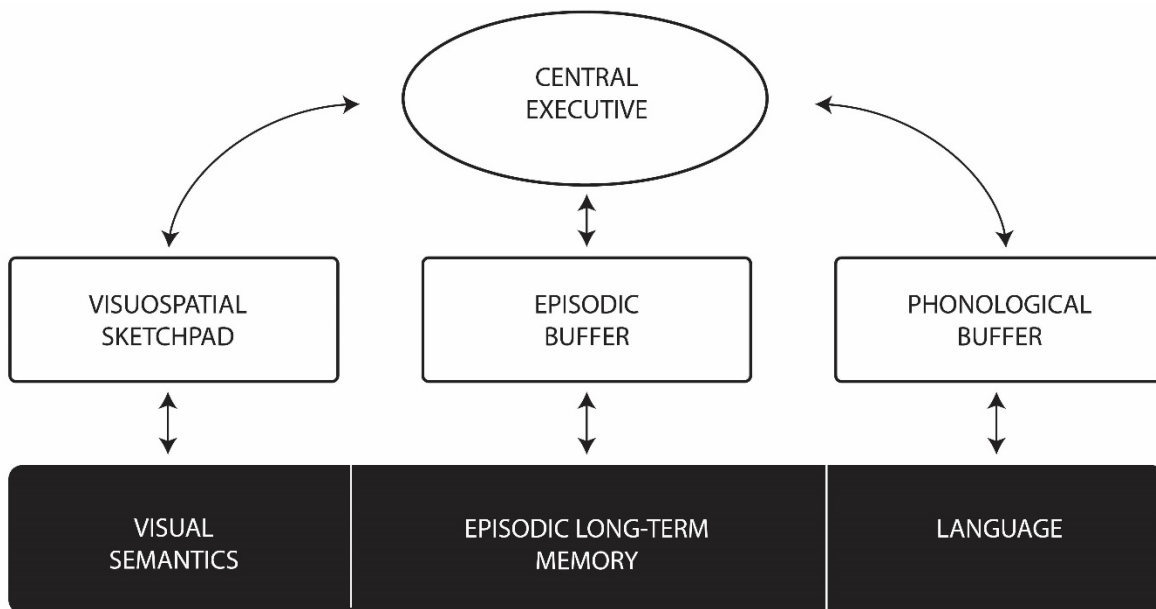 CENTRAL
EXECUTIVE
VISUOSPATIAL
SKETCHPAD
EPISODIC
BUFFER
PHONOLOGICAL
BUFFER
VISUAL
SEMANTICS
EPISODIC LONG-TERM
MEMORY
LANGUAGE